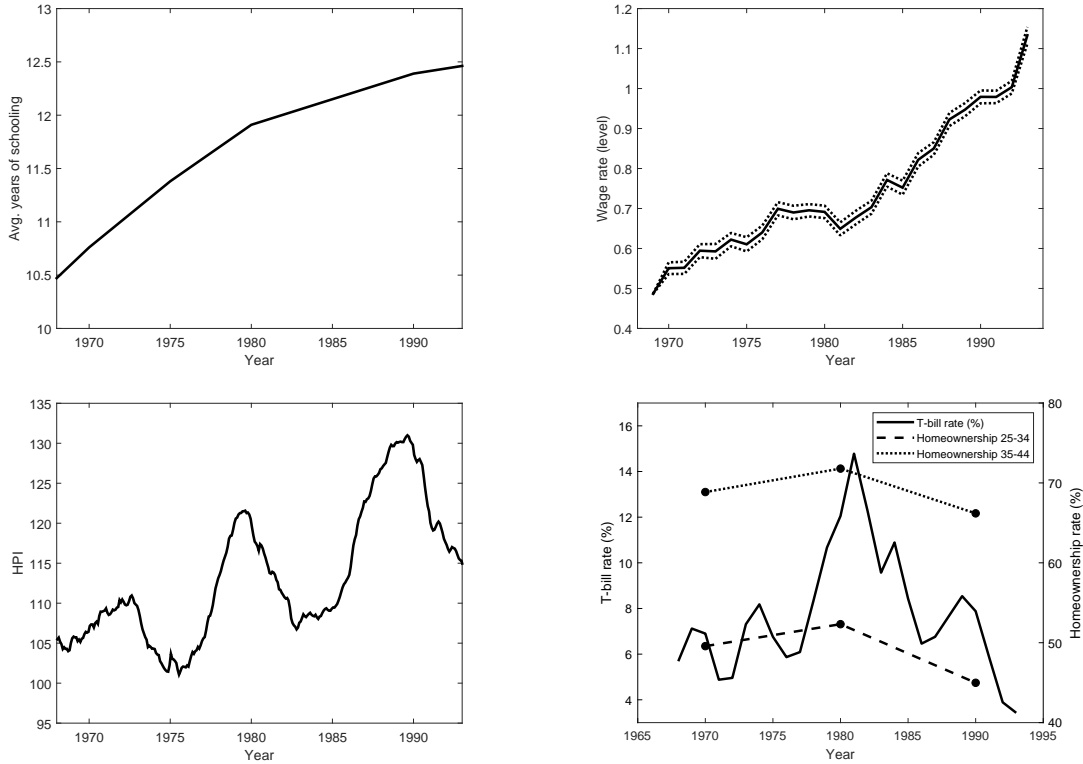 13
12.5
12
11.5
11
10.5
10
Avg. years of schooling
1970 1975 1980 1985 1990
Year
1.2
1.1
1
0.9
0.8
0.7
0.6
0.5
0.4
Wage rate (level)
1970 1975 1980 1985 1990
Year
135
130
125
120
115
110
105
100
95
HPI
1970 1975 1980 1985 1990
Year
16
14
12
10
8
6
4
T-bill rate (%)
T-bill rate (%)
Homeownership 25-34
Homeownership 35-44
80
70
60
50
40
Homeownership rate (%)
1965 1970 1975 1980 1985 1990 1995
Year